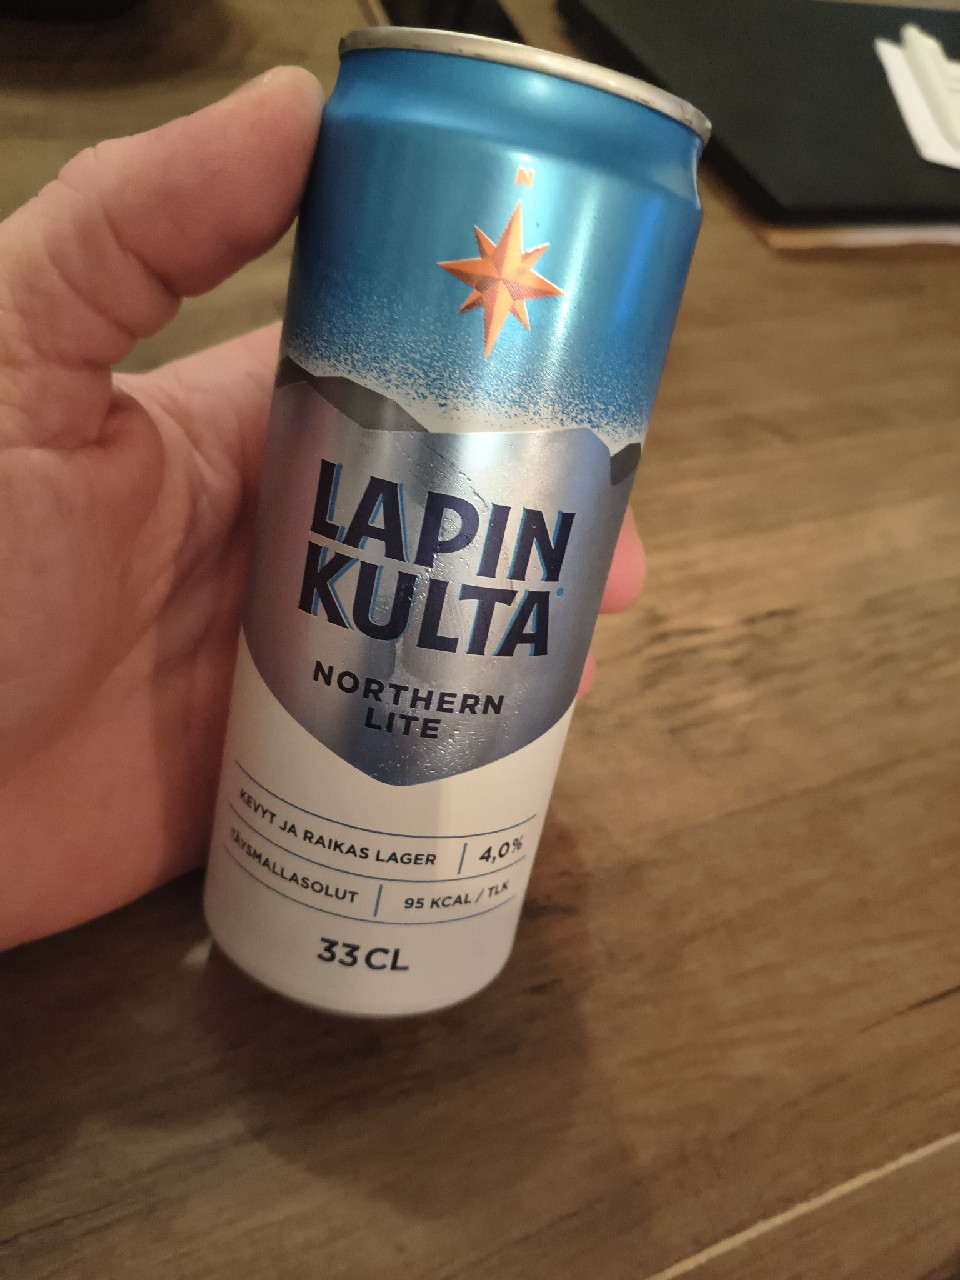 N
LAPIN
KULTA
NORTHERN
LITE
KEVYT JA RAIKAS LAGER | 4,0%
TÄYSMALLASOLUT | 95 KCAL / TLK
33 CL